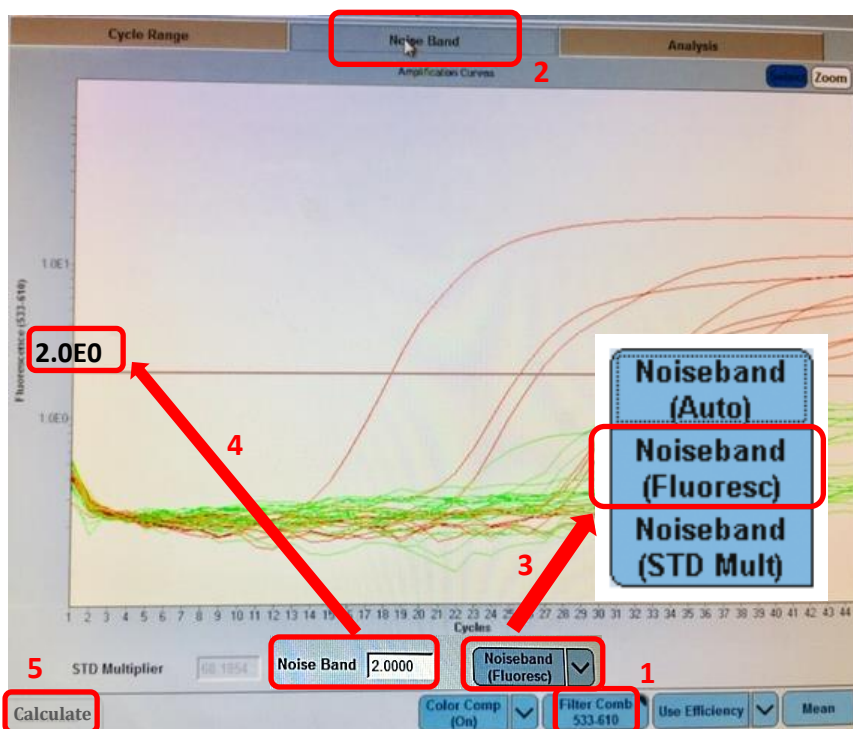 Cycle Range
Noise Band
Analysis
2
Amplification Curves
Select
Zoom
1.0E1
Fluorescence (533-610)
2.0E0
1.0E0
4
Noiseband
(Auto)
Noiseband
(Fluoresc)
Noiseband
(STD Mult)
3
1 2 3 4 5 6 7 8 9 10 11 12 13 14 15 16 17 18 19 20 21 22 23 24 25 26 27 28 29 30 31 32 33 34 35 36 37 38 39 40 41 42 43 44
Cycles
5
STD Multiplier
Noise Band
2.0000
Noiseband
(Fluoresc)
1
Calculate
Color Comp
(On)
Filter Comb
533-610
Use Efficiency
Mean